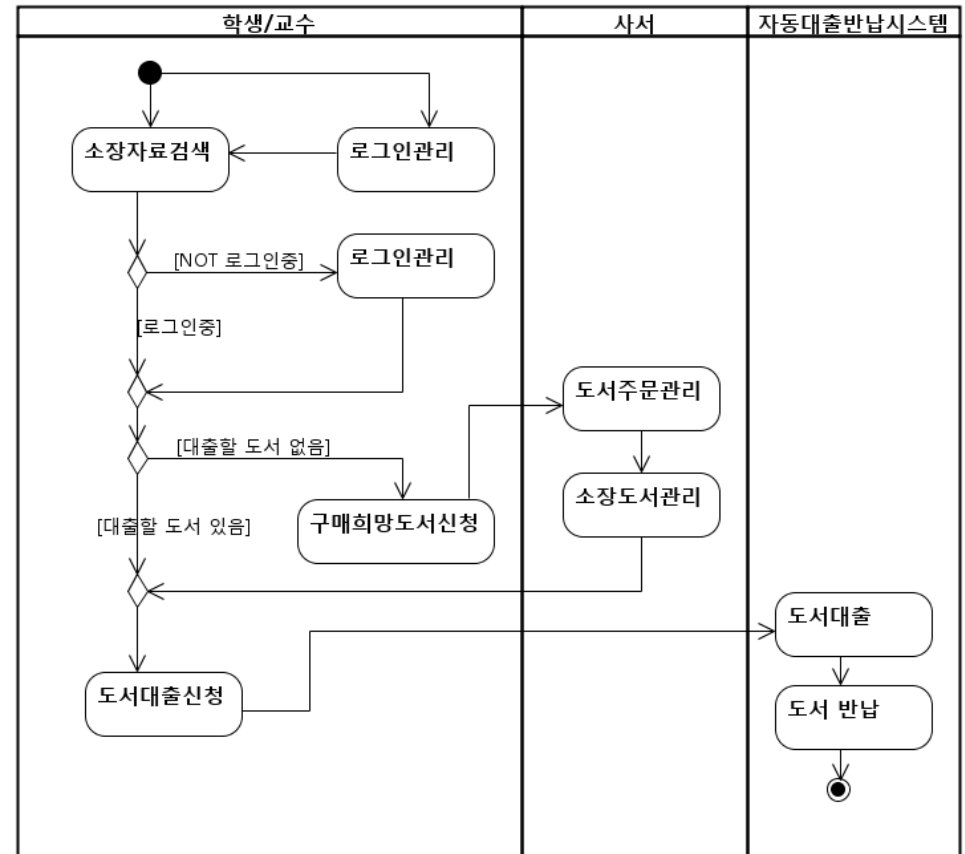 학생/교수
사서
자동대출반납시스템
소장자료검색
로그인관리
[NOT 로그인중]
로그인관리
[로그인중]
도서주문관리
[대출할 도서 없음]
소장도서관리
구매희망도서신청
[대출할 도서 있음]
도서대출
도서대출신청
도서 반납